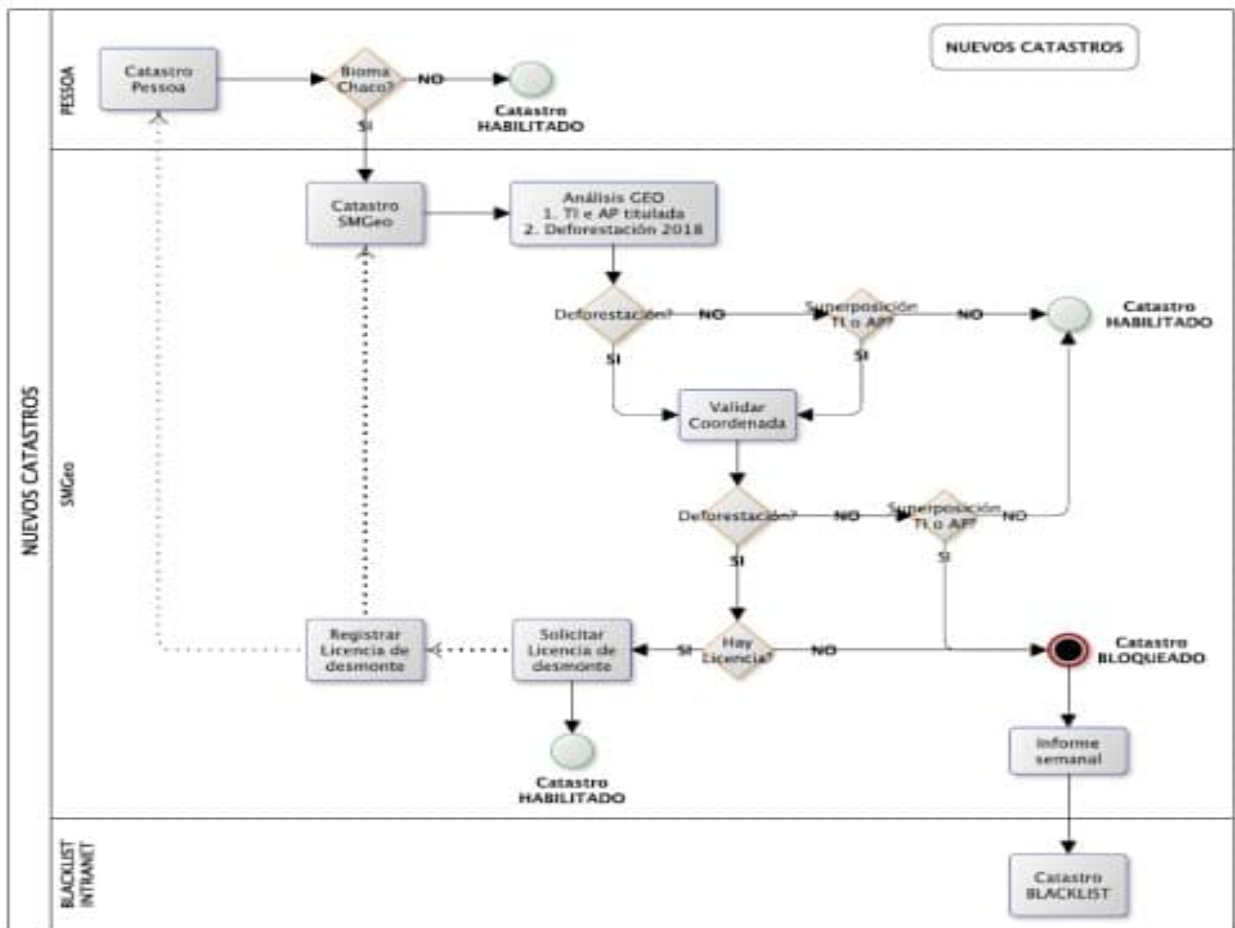 NUEVOS CATASTROS
NUEVOS CATASTROS
PESSOA
Catastro
Pessoa
Bioma
Chaco?
NO
SI
Catastro
HABILITADO
SMGeo
Catastro
SMGeo
Análisis GEO
1. TI e AP titulada
2. Deforestación 2018
Deforestación?
NO
SI
Superposición
TI o AP?
NO
SI
Catastro
HABILITADO
Validar
Coordenada
Deforestación?
NO
SI
Superposición
TI o AP?
NO
SI
Registrar
Licencia de
desmonte
Solicitar
Licencia de
desmonte
SI
Hay
Licencia?
NO
Catastro
BLOQUEADO
Catastro
HABILITADO
Informe
semanal
BLACKLIST
INTRANET
Catastro
BLACKLIST